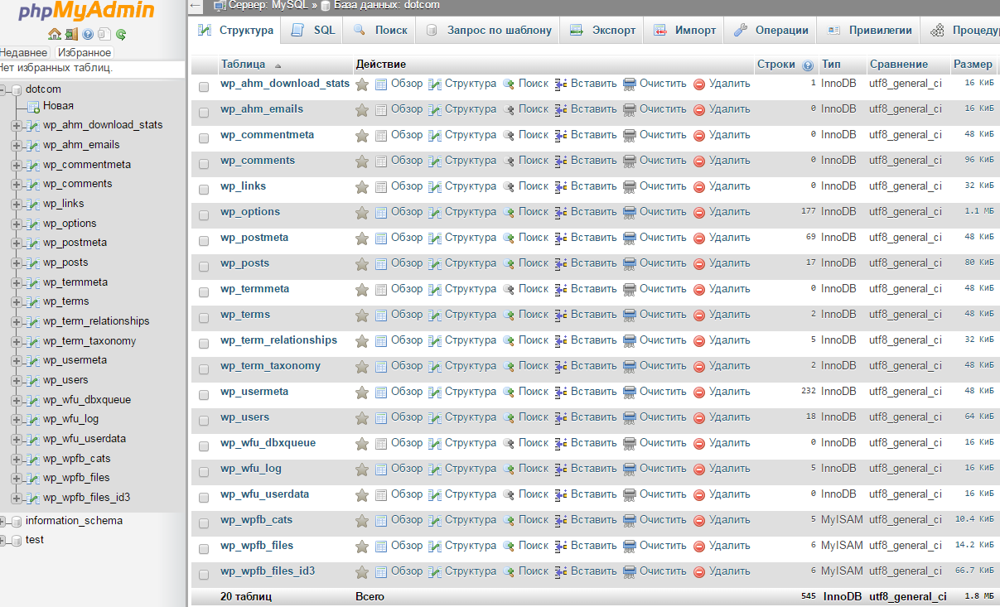 phpMyAdmin
Недавнее Избранное
Нет избранных таблиц.
dotcom
Новая
wp_ahm_download_stats
wp_ahm_emails
wp_commentmeta
wp_comments
wp_links
wp_options
wp_postmeta
wp_posts
wp_termmeta
wp_terms
wp_term_relationships
wp_term_taxonomy
wp_usermeta
wp_users
wp_wfu_dbxqueue
wp_wfu_log
wp_wfu_userdata
wp_wpfb_cats
wp_wpfb_files
wp_wpfb_files_id3
information_schema
test
Сервер: MySQL » База данных: dotcom
Структура SQL Поиск Запрос по шаблону Экспорт Импорт Операции Привилегии Процеду
Таблица Действие Строки Тип Сравнение Размер
wp_ahm_download_stats Обзор Структура Поиск Вставить Очистить Удалить 1 InnoDB utf8_general_ci 16 КиБ
wp_ahm_emails Обзор Структура Поиск Вставить Очистить Удалить 0 InnoDB utf8_general_ci 16 КиБ
wp_commentmeta Обзор Структура Поиск Вставить Очистить Удалить 0 InnoDB utf8_general_ci 48 КиБ
wp_comments Обзор Структура Поиск Вставить Очистить Удалить 0 InnoDB utf8_general_ci 96 КиБ
wp_links Обзор Структура Поиск Вставить Очистить Удалить 0 InnoDB utf8_general_ci 32 КиБ
wp_options Обзор Структура Поиск Вставить Очистить Удалить 177 InnoDB utf8_general_ci 1.1 МБ
wp_postmeta Обзор Структура Поиск Вставить Очистить Удалить 69 InnoDB utf8_general_ci 48 КиБ
wp_posts Обзор Структура Поиск Вставить Очистить Удалить 17 InnoDB utf8_general_ci 80 КиБ
wp_termmeta Обзор Структура Поиск Вставить Очистить Удалить 0 InnoDB utf8_general_ci 48 КиБ
wp_terms Обзор Структура Поиск Вставить Очистить Удалить 2 InnoDB utf8_general_ci 48 КиБ
wp_term_relationships Обзор Структура Поиск Вставить Очистить Удалить 5 InnoDB utf8_general_ci 32 КиБ
wp_term_taxonomy Обзор Структура Поиск Вставить Очистить Удалить 2 InnoDB utf8_general_ci 48 КиБ
wp_usermeta Обзор Структура Поиск Вставить Очистить Удалить 232 InnoDB utf8_general_ci 48 КиБ
wp_users Обзор Структура Поиск Вставить Очистить Удалить 18 InnoDB utf8_general_ci 64 КиБ
wp_wfu_dbxqueue Обзор Структура Поиск Вставить Очистить Удалить 0 InnoDB utf8_general_ci 16 КиБ
wp_wfu_log Обзор Структура Поиск Вставить Очистить Удалить 5 InnoDB utf8_general_ci 16 КиБ
wp_wfu_userdata Обзор Структура Поиск Вставить Очистить Удалить 0 InnoDB utf8_general_ci 16 КиБ
wp_wpfb_cats Обзор Структура Поиск Вставить Очистить Удалить 5 MyISAM utf8_general_ci 10.4 КиБ
wp_wpfb_files Обзор Структура Поиск Вставить Очистить Удалить 6 MyISAM utf8_general_ci 14.2 КиБ
wp_wpfb_files_id3 Обзор Структура Поиск Вставить Очистить Удалить 6 MyISAM utf8_general_ci 66.7 КиБ
20 таблиц Всего 545 InnoDB utf8_general_ci 1.8 МБ